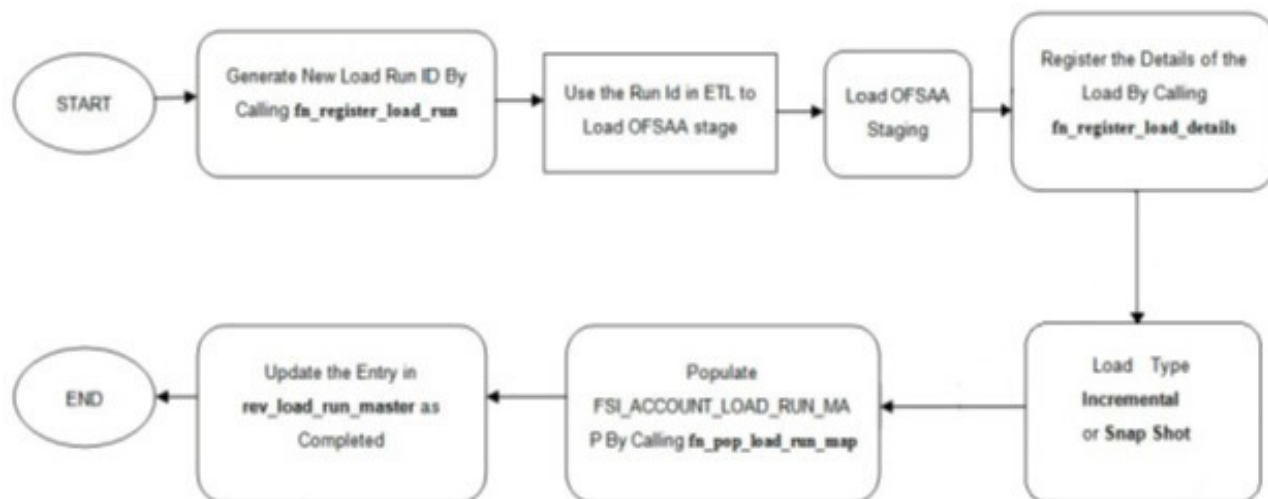 START
Generate New Load Run ID By
Calling fn_register_load_run
Use the Run Id in ETL to
Load OFSAA stage
Load OFSAA
Staging
Register the Details of the
Load By Calling
fn_register_load_details
Load Type
Incremental
or Snap Shot
Populate
FSI_ACCOUNT_LOAD_RUN_MA
P By Calling fn_pop_load_run_map
Update the Entry in
rev_load_run_master as
Completed
END